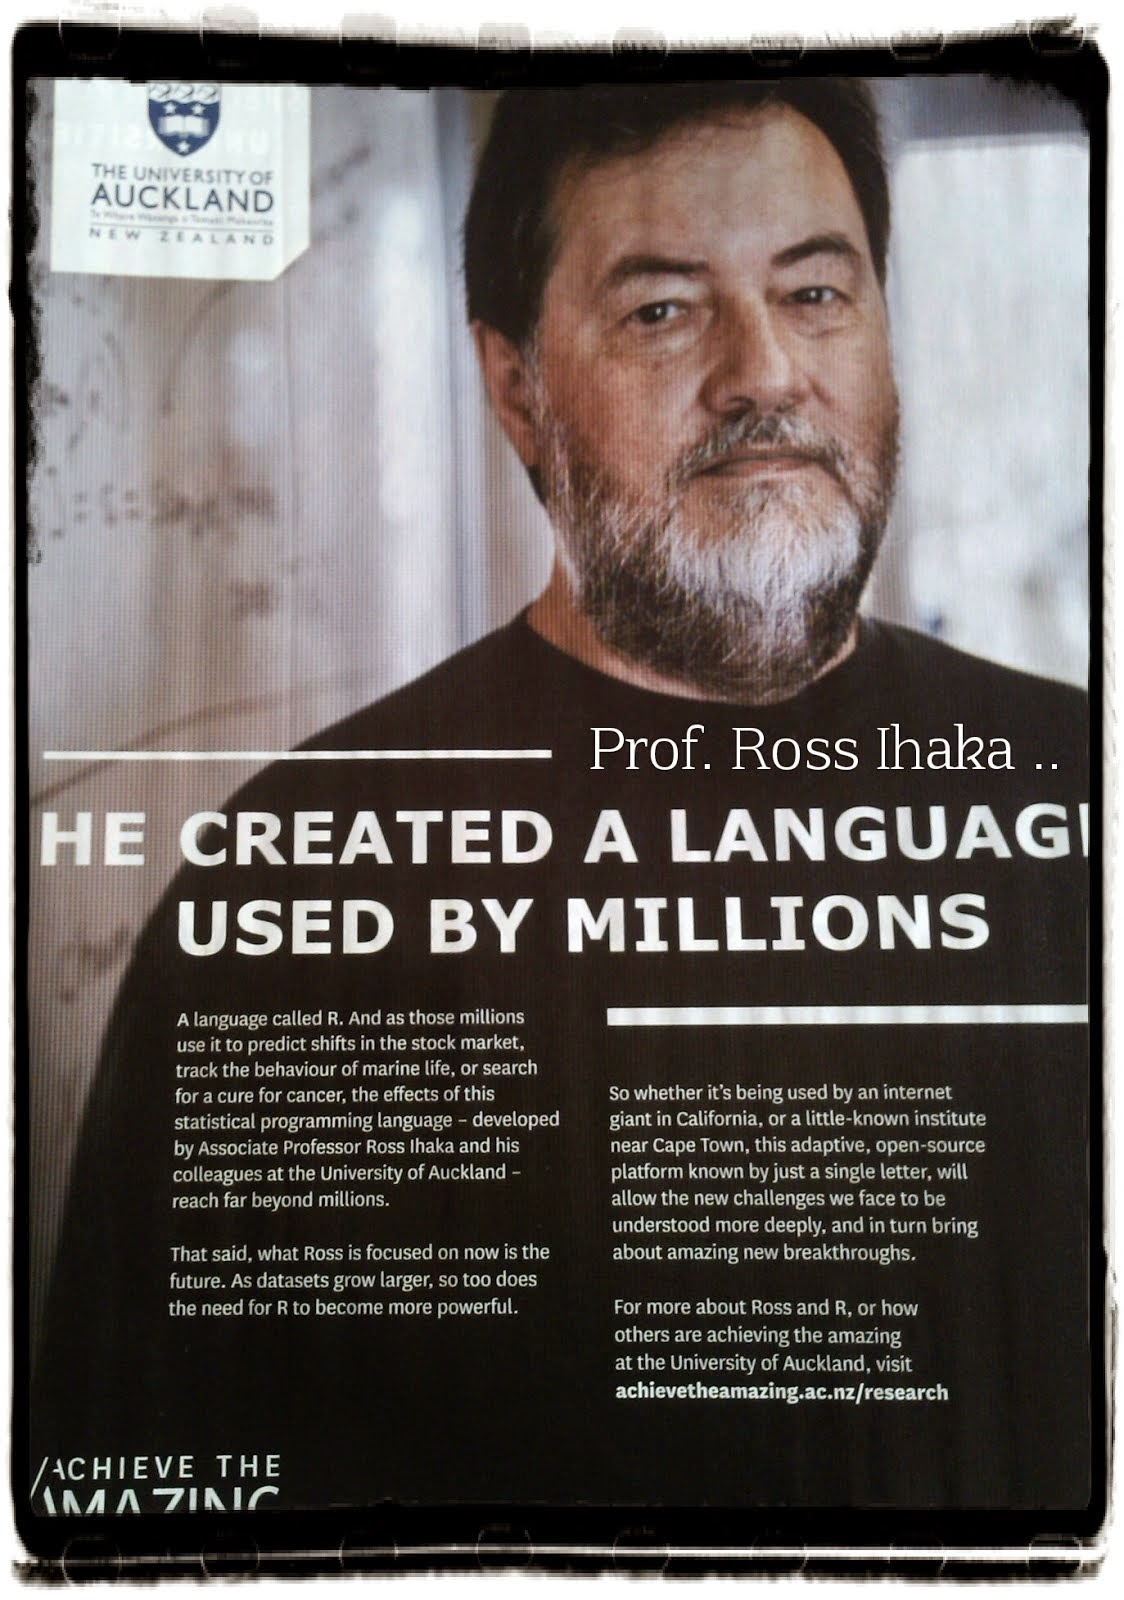 THE UNIVERSITY OF
AUCKLAND
Te Whare Wānanga o Tāmaki Makaurau
NEW ZEALAND
Prof. Ross Ihaka ..
HE CREATED A LANGUAG
USED BY MILLIONS
A language called R. And as those millions
use it to predict shifts in the stock market,
track the behaviour of marine life, or search
for a cure for cancer, the effects of this
statistical programming language – developed
by Associate Professor Ross Ihaka and his
colleagues at the University of Auckland –
reach far beyond millions.
That said, what Ross is focused on now is the
future. As datasets grow larger, so too does
the need for R to become more powerful.
So whether it's being used by an internet
giant in California, or a little-known institute
near Cape Town, this adaptive, open-source
platform known by just a single letter, will
allow the new challenges we face to be
understood more deeply, and in turn bring
about amazing new breakthroughs.
For more about Ross and R, or how
others are achieving the amazing
at the University of Auckland, visit
achievetheamazing.ac.nz/research
ACHIEVE THE
AMAZING